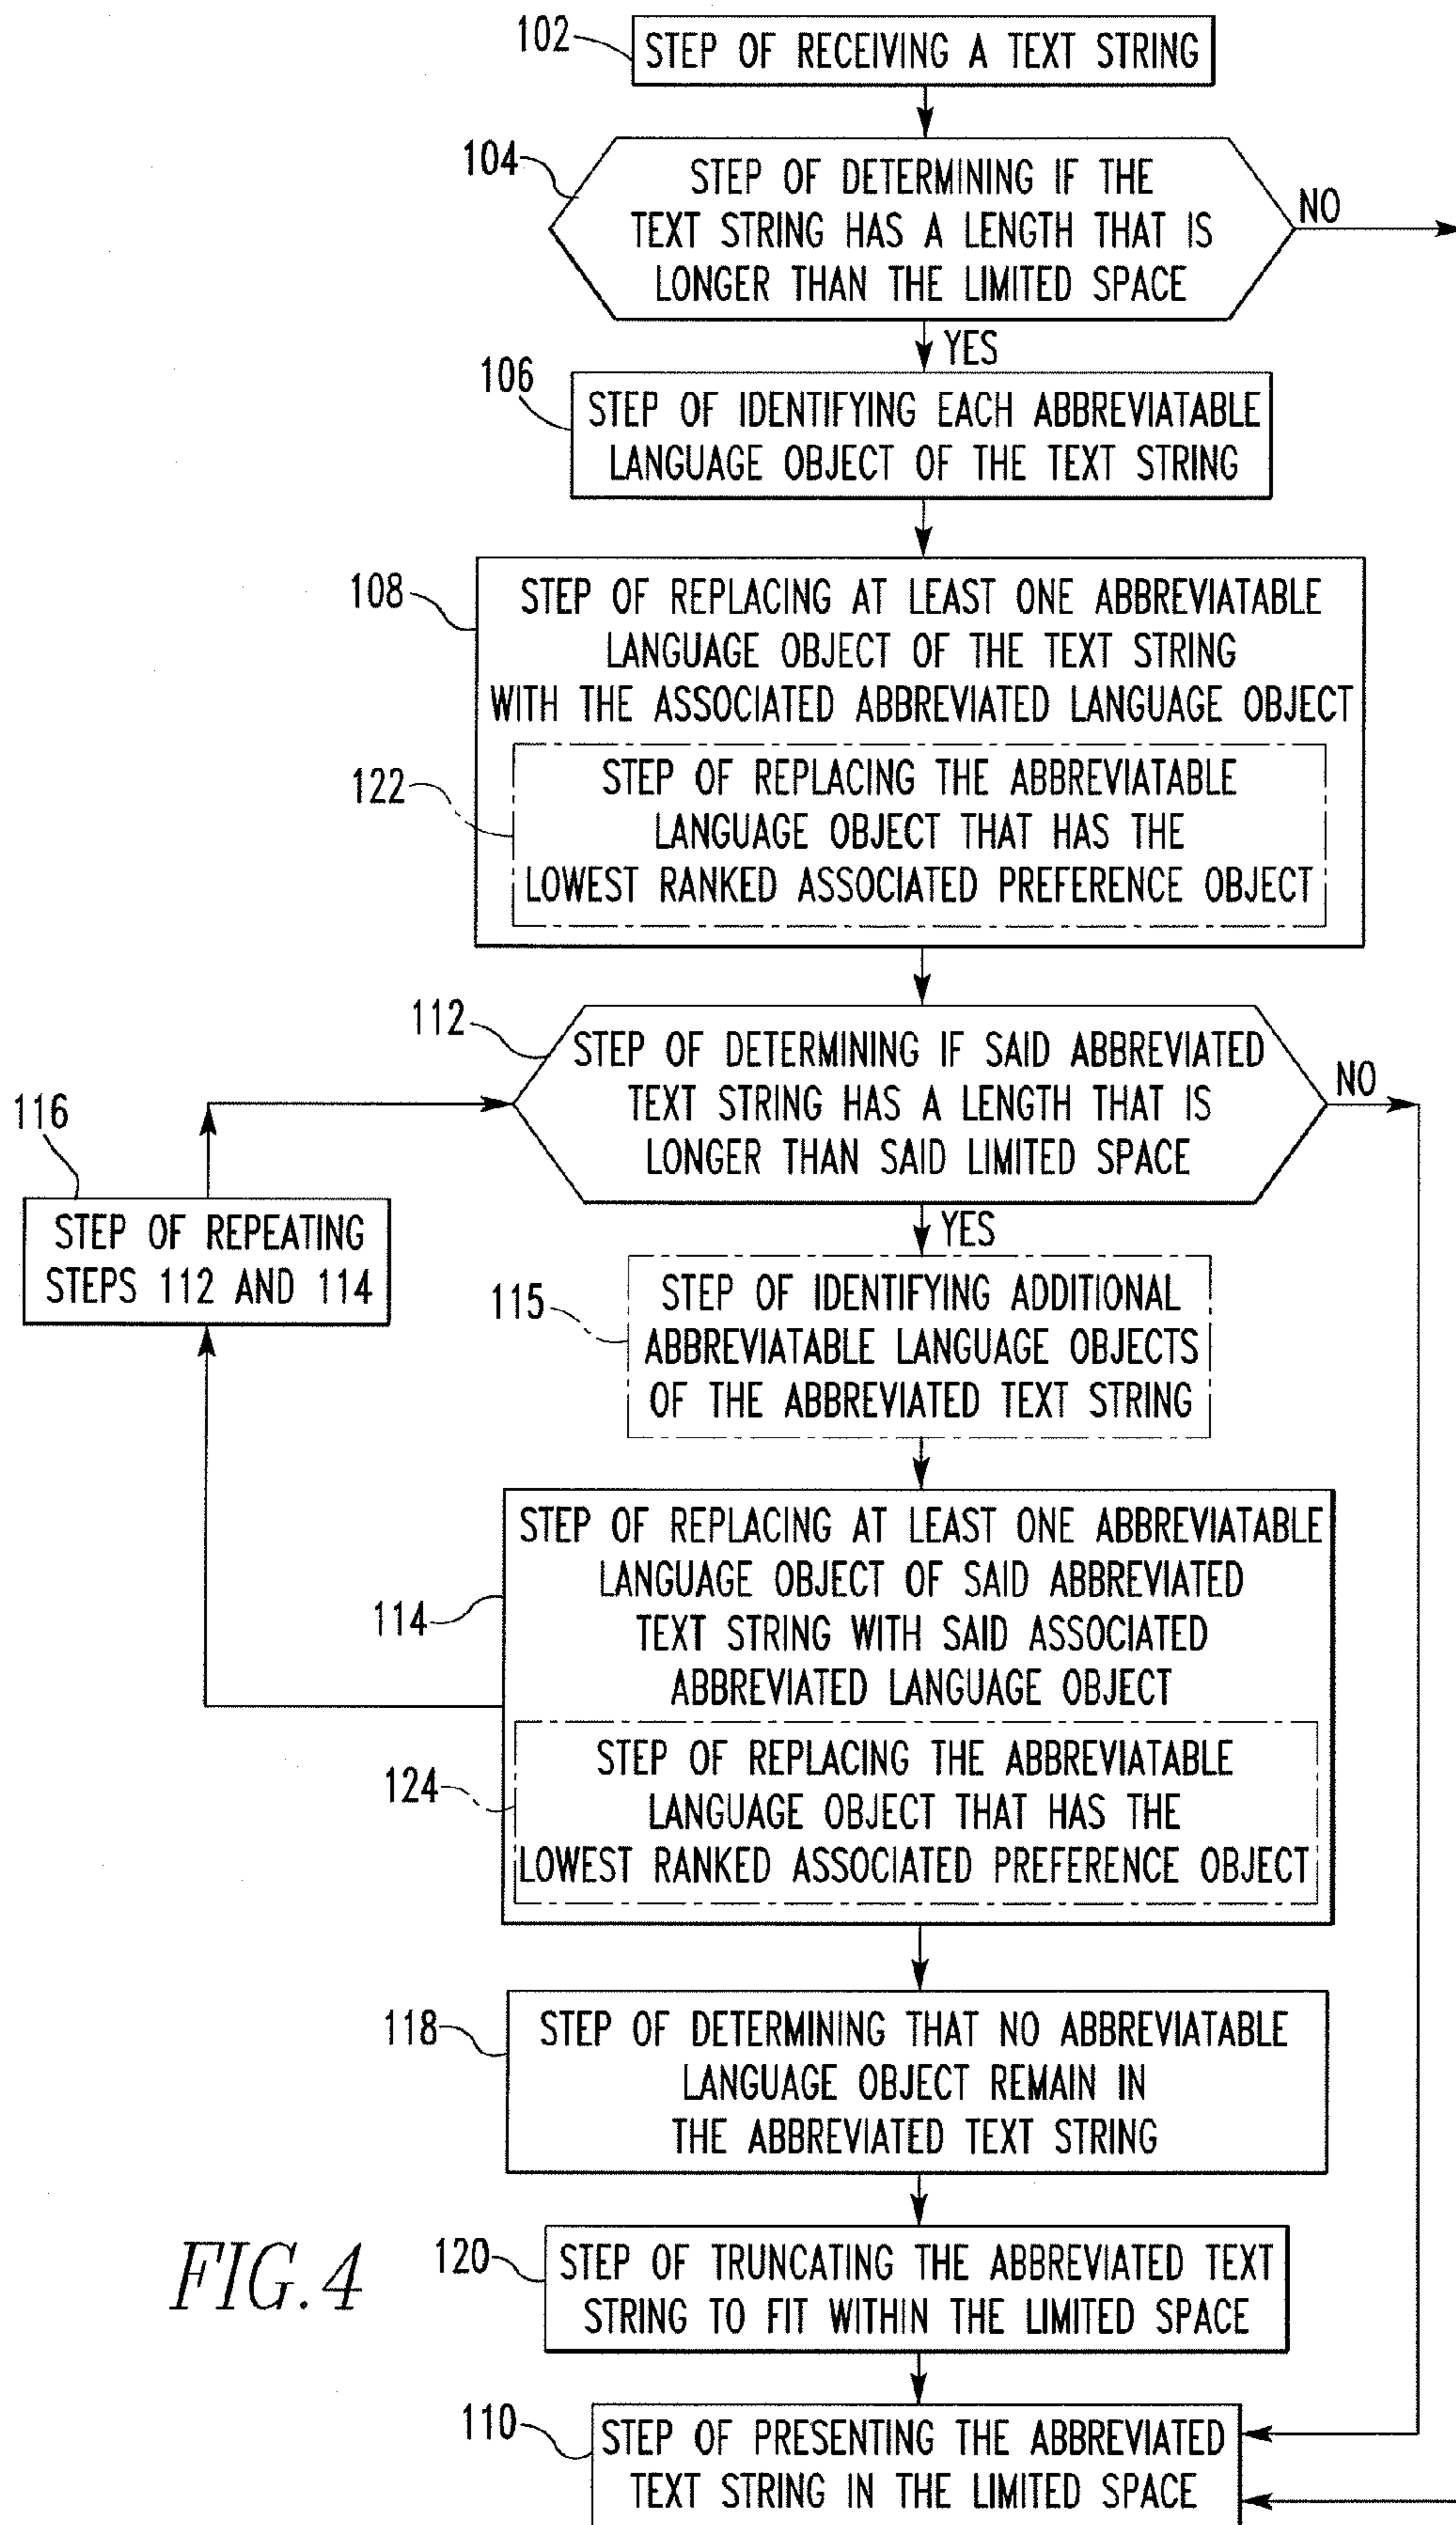 102
STEP OF RECEIVING A TEXT STRING
104
STEP OF DETERMINING IF THE
TEXT STRING HAS A LENGTH THAT IS
LONGER THAN THE LIMITED SPACE
NO
YES
106
STEP OF IDENTIFYING EACH ABBREVIATABLE
LANGUAGE OBJECT OF THE TEXT STRING
108
STEP OF REPLACING AT LEAST ONE ABBREVIATABLE
LANGUAGE OBJECT OF THE TEXT STRING
WITH THE ASSOCIATED ABBREVIATED LANGUAGE OBJECT
122
STEP OF REPLACING THE ABBREVIATABLE
LANGUAGE OBJECT THAT HAS THE
LOWEST RANKED ASSOCIATED PREFERENCE OBJECT
112
STEP OF DETERMINING IF SAID ABBREVIATED
TEXT STRING HAS A LENGTH THAT IS
LONGER THAN SAID LIMITED SPACE
NO
116
STEP OF REPEATING
STEPS 112 AND 114
YES
115
STEP OF IDENTIFYING ADDITIONAL
ABBREVIATABLE LANGUAGE OBJECTS
OF THE ABBREVIATED TEXT STRING
114
STEP OF REPLACING AT LEAST ONE ABBREVIATABLE
LANGUAGE OBJECT OF SAID ABBREVIATED
TEXT STRING WITH SAID ASSOCIATED
ABBREVIATED LANGUAGE OBJECT
124
STEP OF REPLACING THE ABBREVIATABLE
LANGUAGE OBJECT THAT HAS THE
LOWEST RANKED ASSOCIATED PREFERENCE OBJECT
118
STEP OF DETERMINING THAT NO ABBREVIATABLE
LANGUAGE OBJECT REMAIN IN
THE ABBREVIATED TEXT STRING
FIG.4
120
STEP OF TRUNCATING THE ABBREVIATED TEXT
STRING TO FIT WITHIN THE LIMITED SPACE
110
STEP OF PRESENTING THE ABBREVIATED
TEXT STRING IN THE LIMITED SPACE